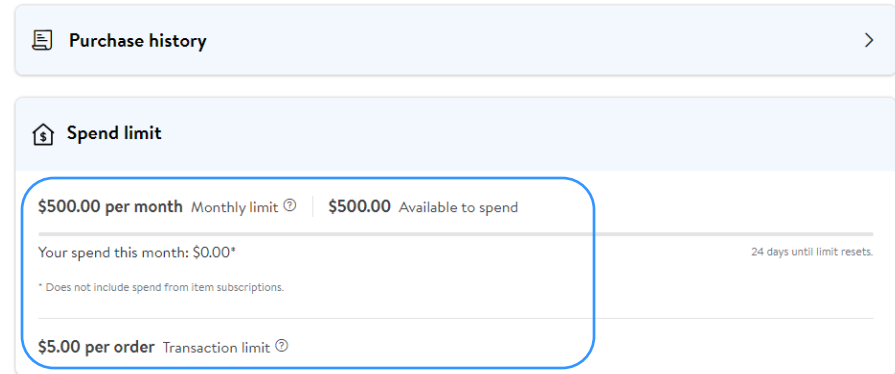 Purchase history
Spend limit
$500.00 per month Monthly limit ? $500.00 Available to spend
Your spend this month: $0.00* 24 days until limit resets.
* Does not include spend from item subscriptions.
$5.00 per order Transaction limit ?